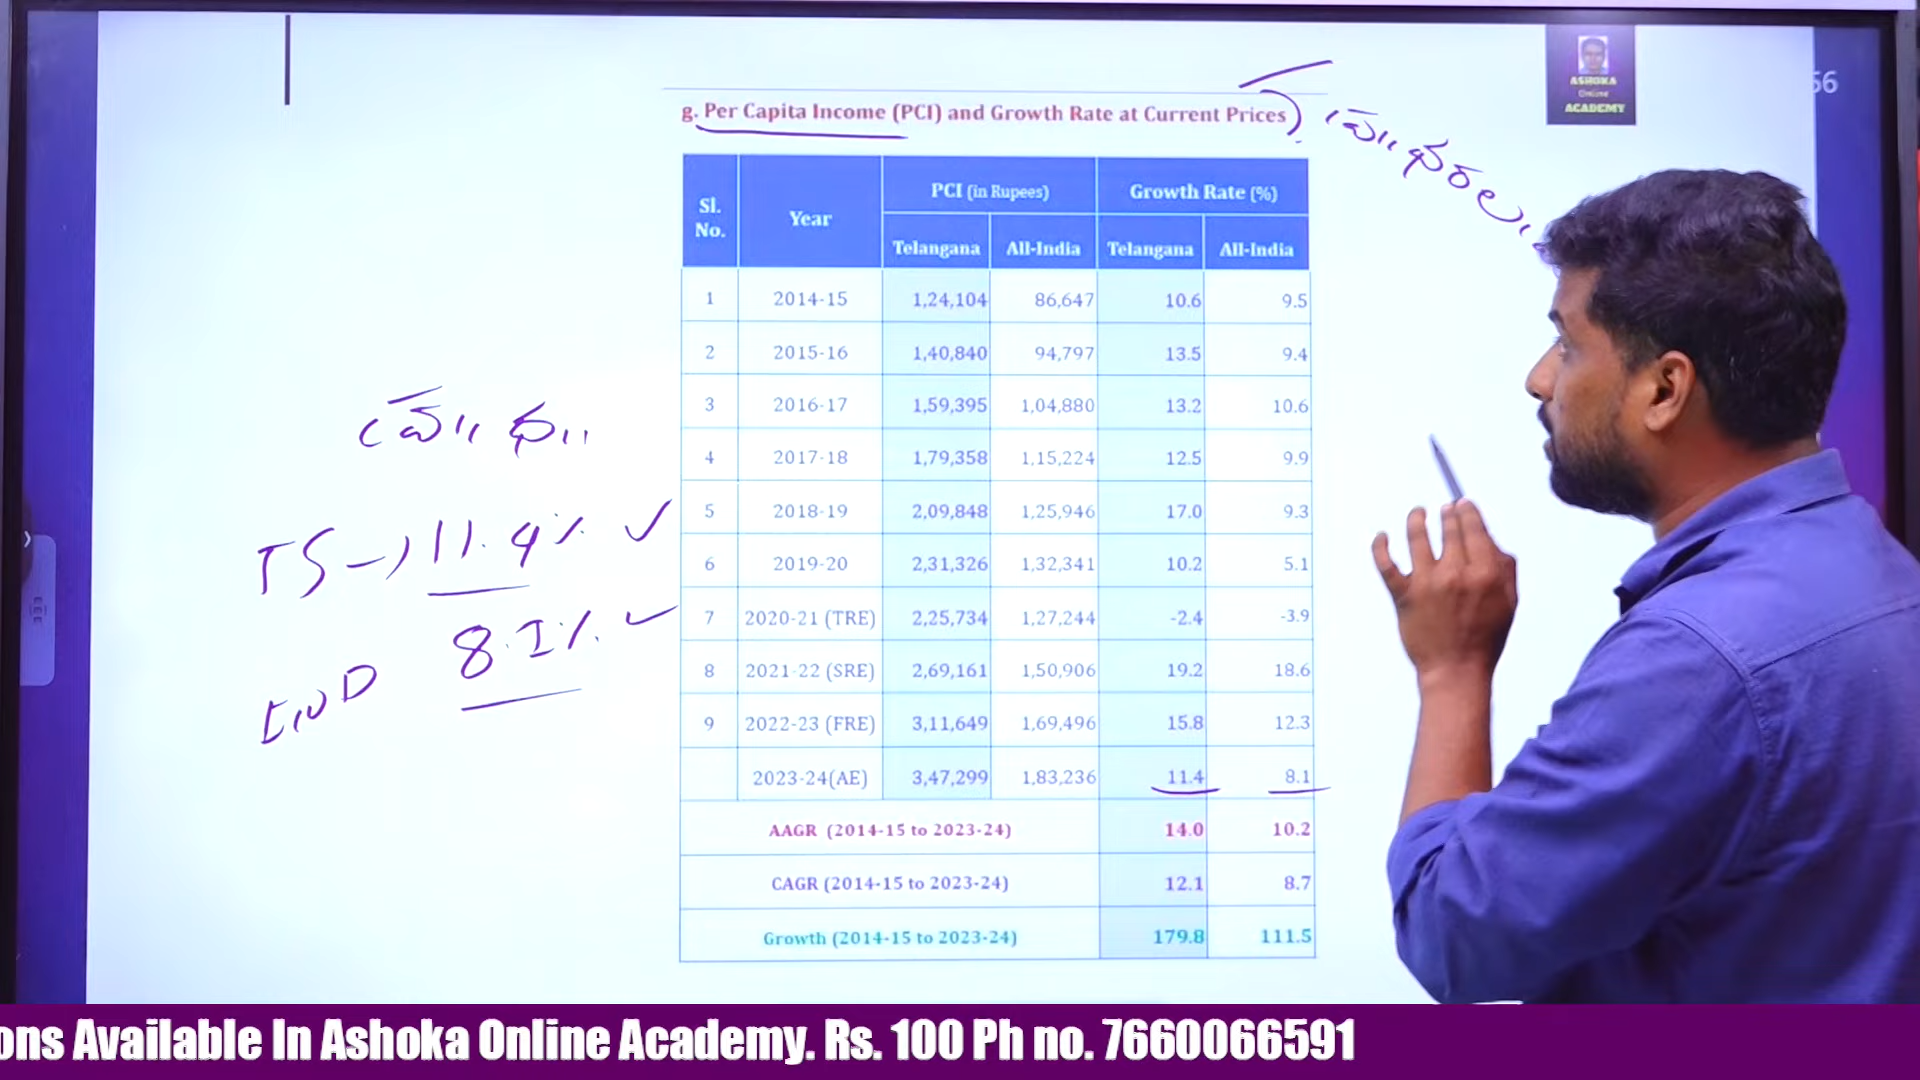 56
ASHOKA
Online
ACADEMY
g. Per Capita Income (PCI) and Growth Rate at Current Prices
(ప్ర॥ధరలు॥
Sl. No. Year PCI (in Rupees) Growth Rate (%)
Telangana All-India Telangana All-India
1 2014-15 1,24,104 86,647 10.6 9.5
2 2015-16 1,40,840 94,797 13.5 9.4
3 2016-17 1,59,395 1,04,880 13.2 10.6
4 2017-18 1,79,358 1,15,224 12.5 9.9
5 2018-19 2,09,848 1,25,946 17.0 9.3
6 2019-20 2,31,326 1,32,341 10.2 5.1
7 2020-21 (TRE) 2,25,734 1,27,244 -2.4 -3.9
8 2021-22 (SRE) 2,69,161 1,50,906 19.2 18.6
9 2022-23 (FRE) 3,11,649 1,69,496 15.8 12.3
2023-24(AE) 3,47,299 1,83,236 11.4 8.1
AAGR (2014-15 to 2023-24) 14.0 10.2
CAGR (2014-15 to 2023-24) 12.1 8.7
Growth (2014-15 to 2023-24) 179.8 111.5
TS → 11.4%
IND 8.1%
ons Available In Ashoka Online Academy. Rs. 100 Ph no. 7660066591